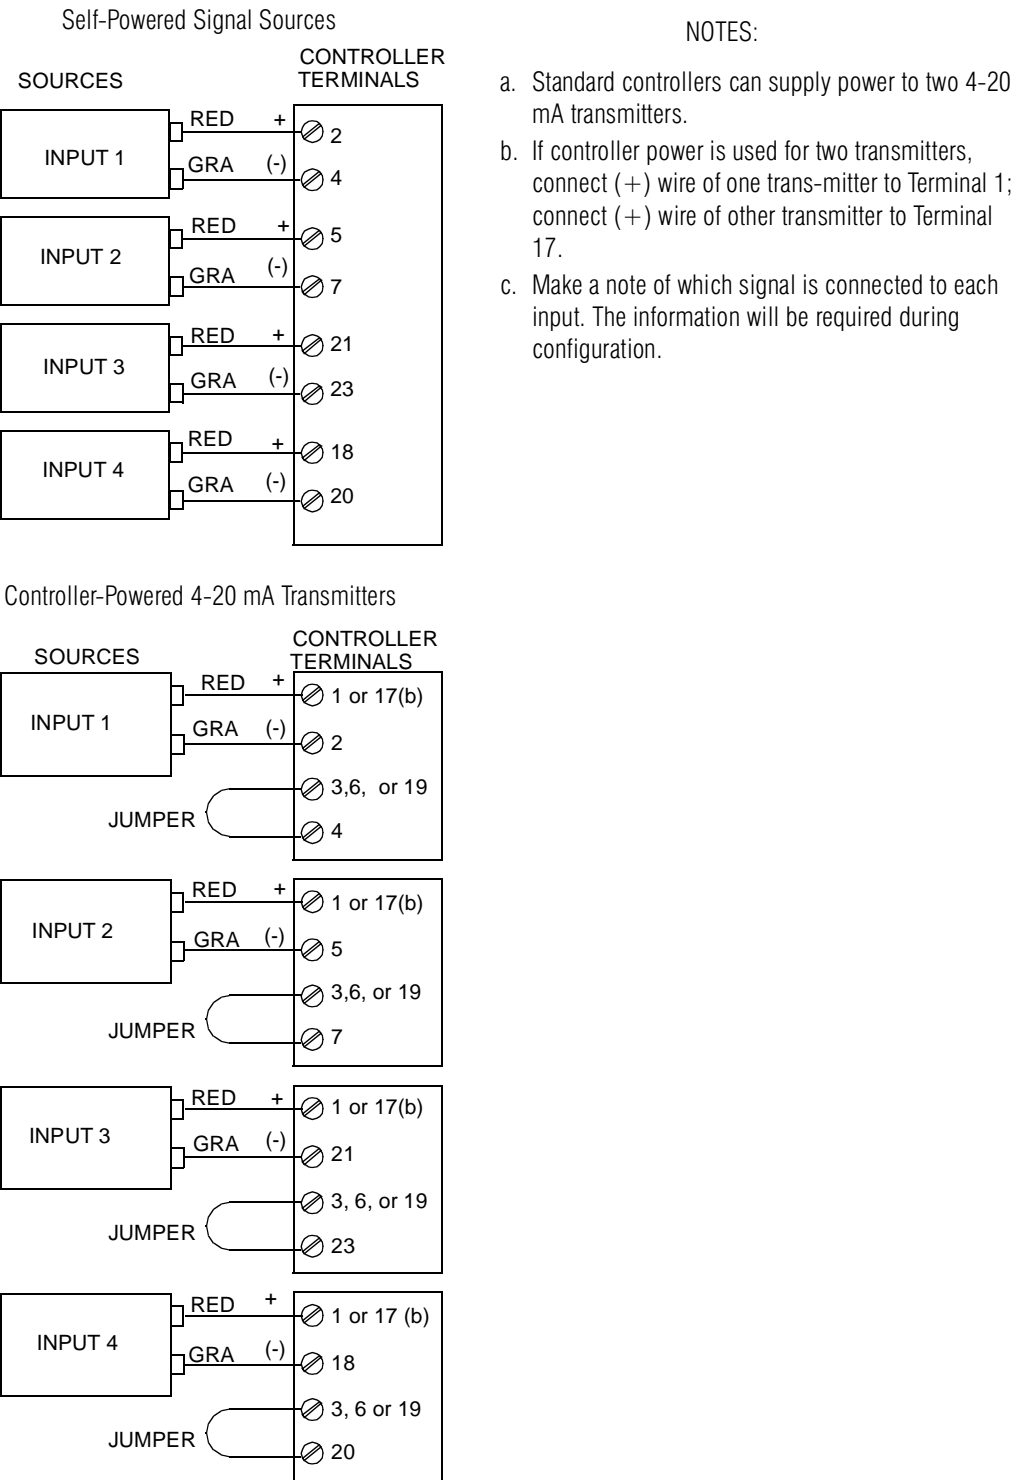 Self-Powered Signal Sources
SOURCES
CONTROLLER
TERMINALS
INPUT 1
RED +
2
GRA (-)
4
INPUT 2
RED +
5
GRA (-)
7
INPUT 3
RED +
21
GRA (-)
23
INPUT 4
RED +
18
GRA (-)
20
NOTES:
a. Standard controllers can supply power to two 4-20
mA transmitters.
b. If controller power is used for two transmitters,
connect (+) wire of one trans-mitter to Terminal 1;
connect (+) wire of other transmitter to Terminal
17.
c. Make a note of which signal is connected to each
input. The information will be required during
configuration.
Controller-Powered 4-20 mA Transmitters
SOURCES
CONTROLLER
TERMINALS
INPUT 1
RED +
1 or 17(b)
GRA (-)
2
3,6, or 19
JUMPER
4
INPUT 2
RED +
1 or 17(b)
GRA (-)
5
3,6, or 19
JUMPER
7
INPUT 3
RED +
1 or 17(b)
GRA (-)
21
3, 6, or 19
JUMPER
23
INPUT 4
RED +
1 or 17 (b)
GRA (-)
18
3, 6 or 19
JUMPER
20